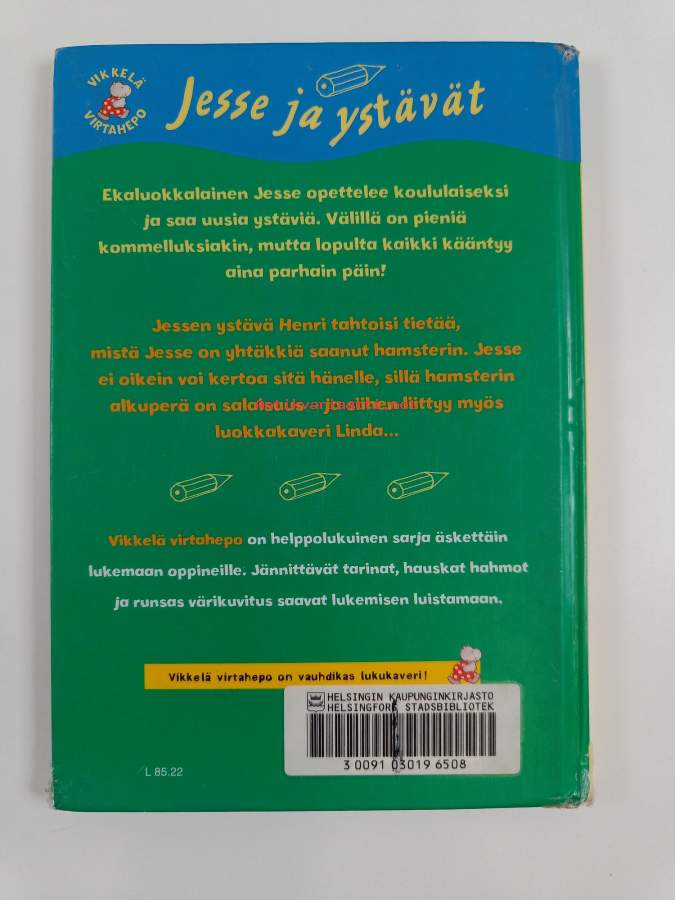 VIKKELÄ
VIRTAHEPO
Jesse ja ystävät
Ekaluokkalainen Jesse opettelee koululaiseksi
ja saa uusia ystäviä. Välillä on pieniä
kommelluksiakin, mutta lopulta kaikki kääntyy
aina parhain päin!
Jessen ystävä Henri tahtoisi tietää,
mistä Jesse on yhtäkkiä saanut hamsterin. Jesse
ei oikein voi kertoa sitä hänelle, sillä hamsterin
alkuperä on salaisuus – ja siihen liittyy myös
luokkakaveri Linda...
Vikkelä virtahepo on helppolukuinen sarja äskettäin
lukemaan oppineille. Jännittävät tarinat, hauskat hahmot
ja runsas värikuvitus saavat lukemisen luistamaan.
Vikkelä virtahepo on vauhdikas lukukaveri!
HELSINGIN KAUPUNGINKIRJASTO
HELSINGFORS STADSBIBLIOTEK
3 0091 03019 6508
L 85.22